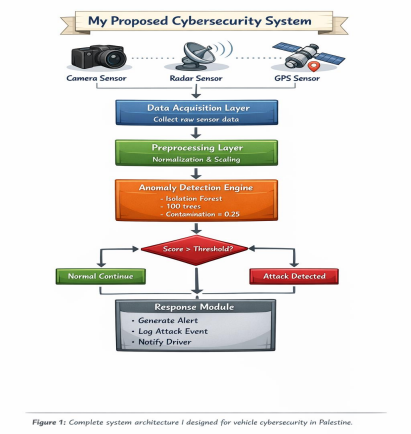 My Proposed Cybersecurity System
Camera Sensor
Radar Sensor
GPS Sensor
Data Acquisition Layer
Collect raw sensor data
Preprocessing Layer
Normalization & Scaling
Anomaly Detection Engine
- Isolation Forest
- 100 trees
- Contamination = 0.25
Score > Threshold?
Normal Continue
Attack Detected
Response Module
• Generate Alert
• Log Attack Event
• Notify Driver
Figure 1: Complete system architecture I designed for vehicle cybersecurity in Palestine.